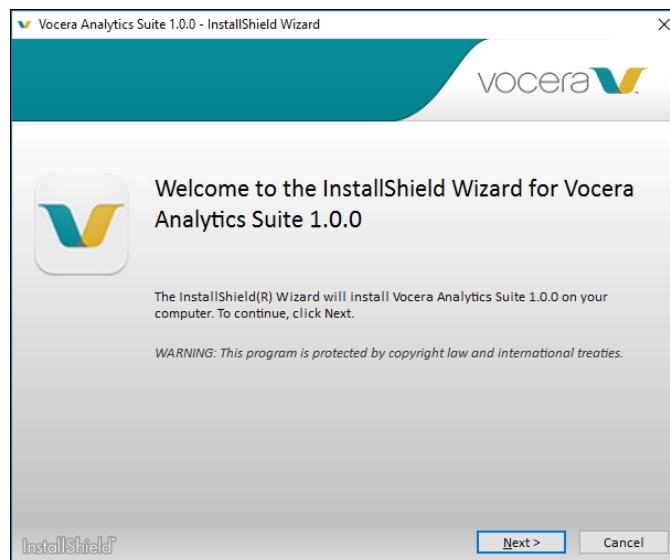 Vocera Analytics Suite 1.0.0 - InstallShield Wizard
vocera
Welcome to the InstallShield Wizard for Vocera
Analytics Suite 1.0.0
The InstallShield(R) Wizard will install Vocera Analytics Suite 1.0.0 on your
computer. To continue, click Next.
WARNING: This program is protected by copyright law and international treaties.
InstallShield
Next >
Cancel